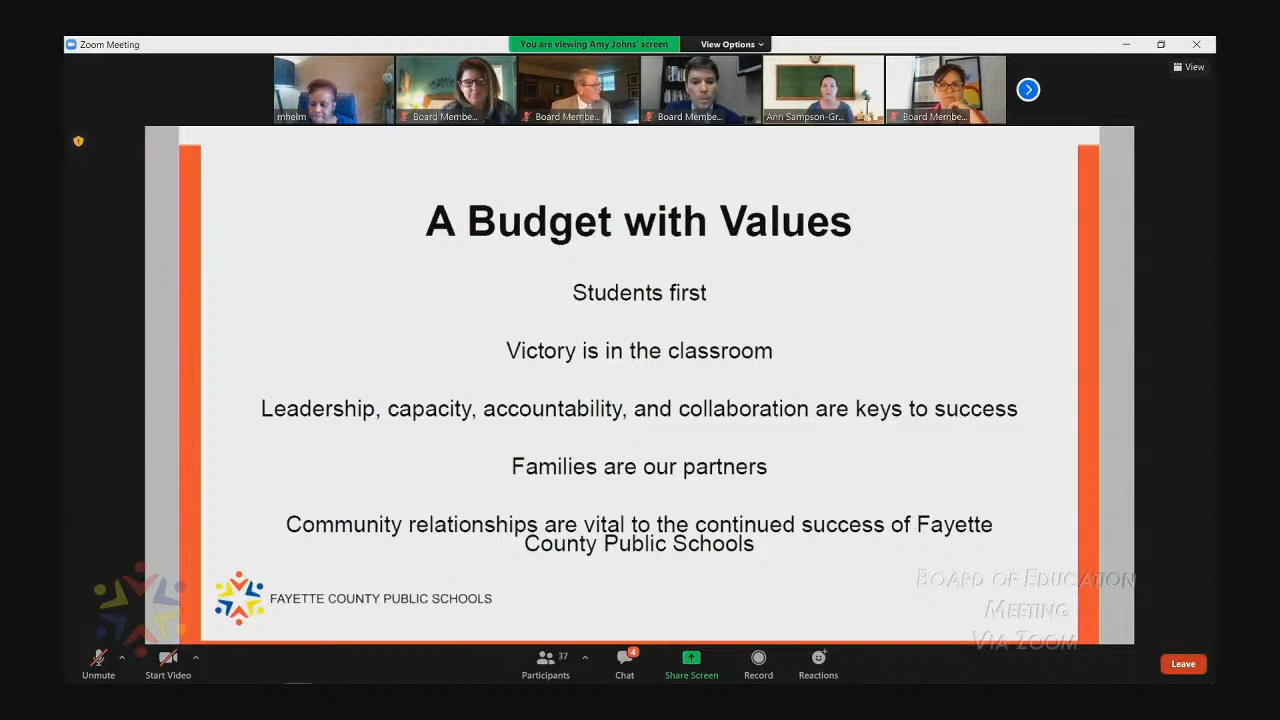 Zoom Meeting
You are viewing Amy Johns' screen
View Options
View
mhelm
Board Membe...
Board Membe...
Board Membe...
Ann Sampson-Gr...
Board Membe...
A Budget with Values
Students first
Victory is in the classroom
Leadership, capacity, accountability, and collaboration are keys to success
Families are our partners
Community relationships are vital to the continued success of Fayette
County Public Schools
FAYETTE COUNTY PUBLIC SCHOOLS
Board of Education
Meeting
Via Zoom
Unmute
Start Video
37
Participants
4
Chat
Share Screen
Record
Reactions
Leave